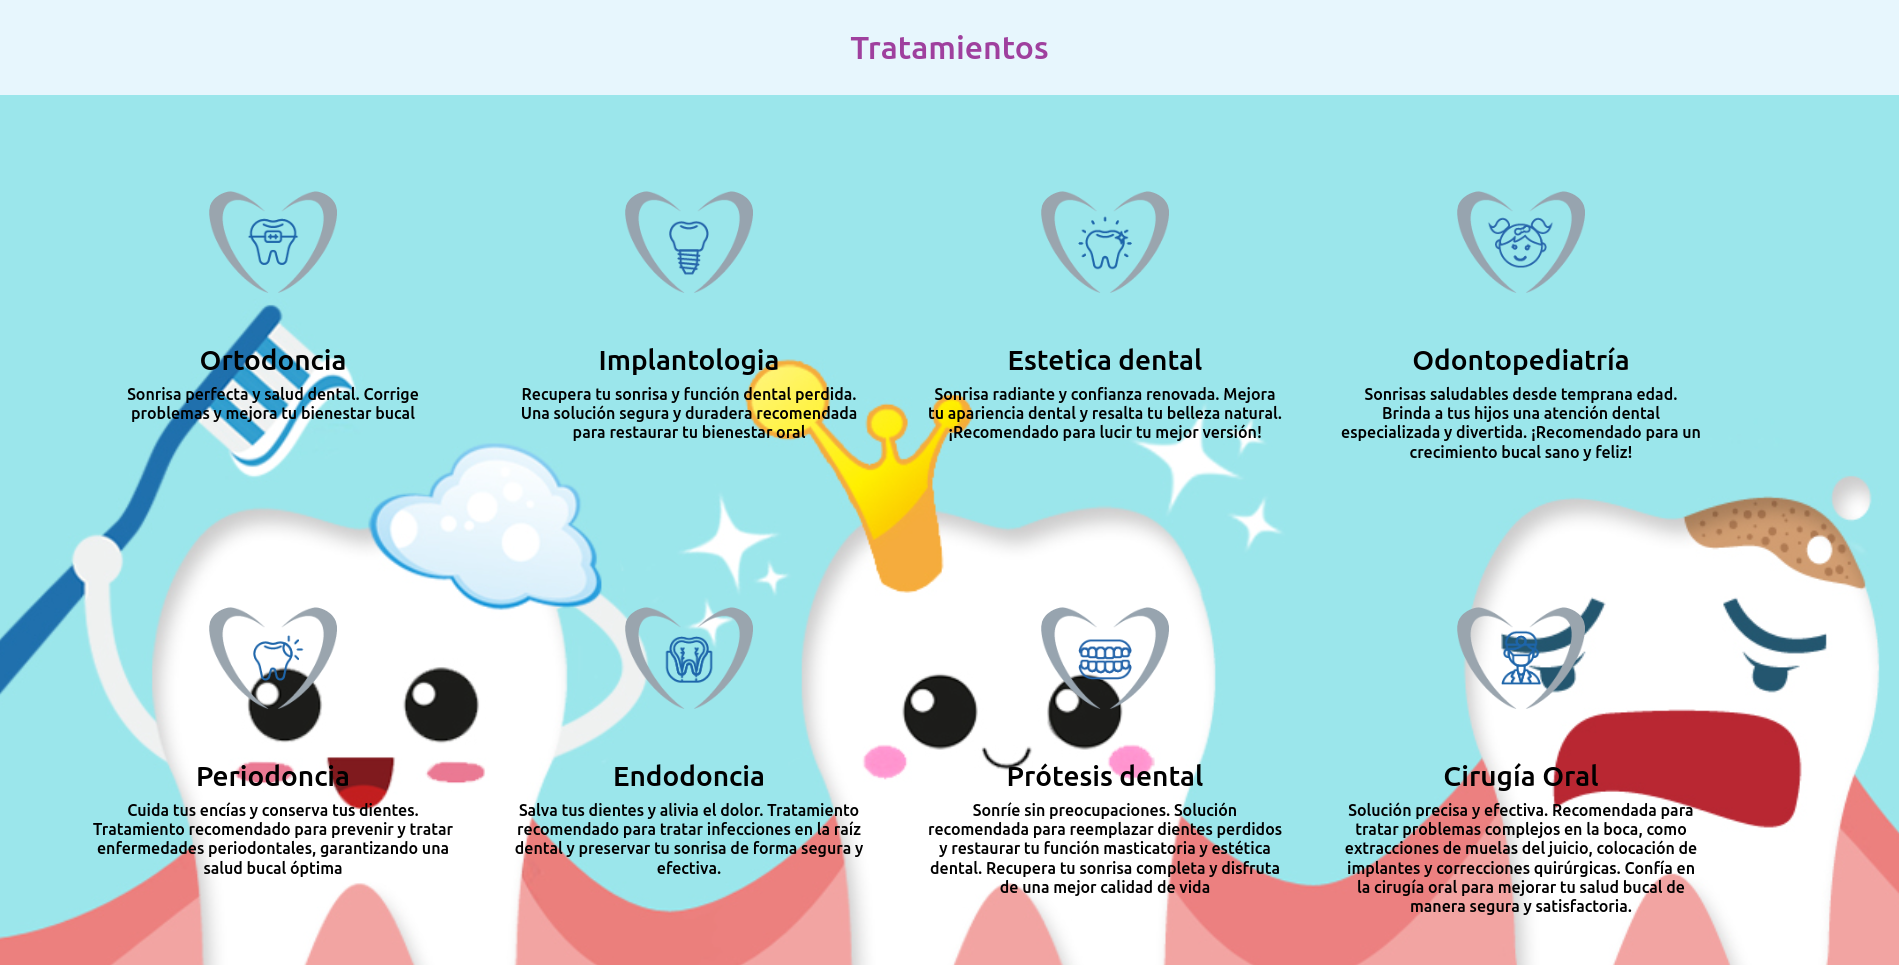 Tratamientos
Ortodoncia
Sonrisa perfecta y salud dental. Corrige
problemas y mejora tu bienestar bucal
Implantologia
Recupera tu sonrisa y función dental perdida.
Una solución segura y duradera recomendada
para restaurar tu bienestar oral
Estetica dental
Sonrisa radiante y confianza renovada. Mejora
tu apariencia dental y resalta tu belleza natural.
¡Recomendado para lucir tu mejor versión!
Odontopediatría
Sonrisas saludables desde temprana edad.
Brinda a tus hijos una atención dental
especializada y divertida. ¡Recomendado para un
crecimiento bucal sano y feliz!
Periodoncia
Cuida tus encías y conserva tus dientes.
Tratamiento recomendado para prevenir y tratar
enfermedades periodontales, garantizando una
salud bucal óptima
Endodoncia
Salva tus dientes y alivia el dolor. Tratamiento
recomendado para tratar infecciones en la raíz
dental y preservar tu sonrisa de forma segura y
efectiva.
Prótesis dental
Sonríe sin preocupaciones. Solución
recomendada para reemplazar dientes perdidos
y restaurar tu función masticatoria y estética
dental. Recupera tu sonrisa completa y disfruta
de una mejor calidad de vida
Cirugía Oral
Solución precisa y efectiva. Recomendada para
tratar problemas complejos en la boca, como
extracciones de muelas del juicio, colocación de
implantes y correcciones quirúrgicas. Confía en
la cirugía oral para mejorar tu salud bucal de
manera segura y satisfactoria.